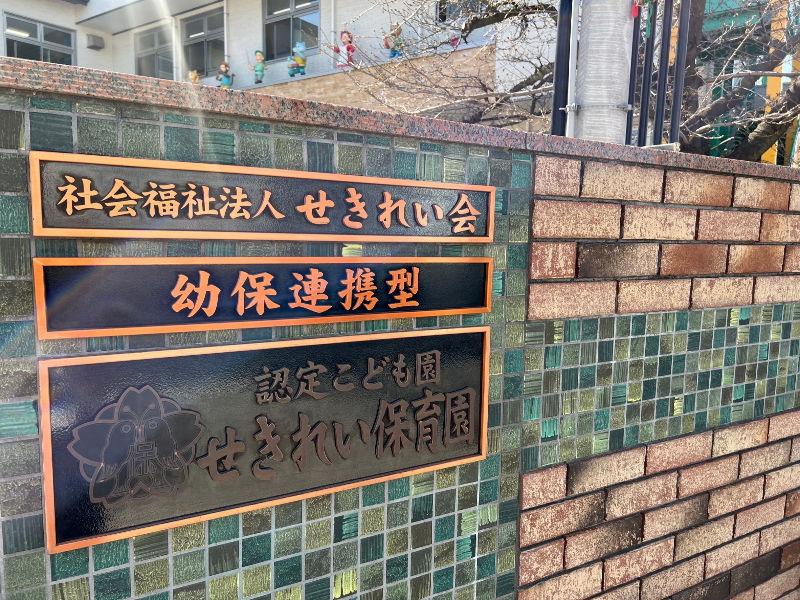 社会福祉法人 せきれい会
幼保連携型
認定こども園
せきれい保育園
保